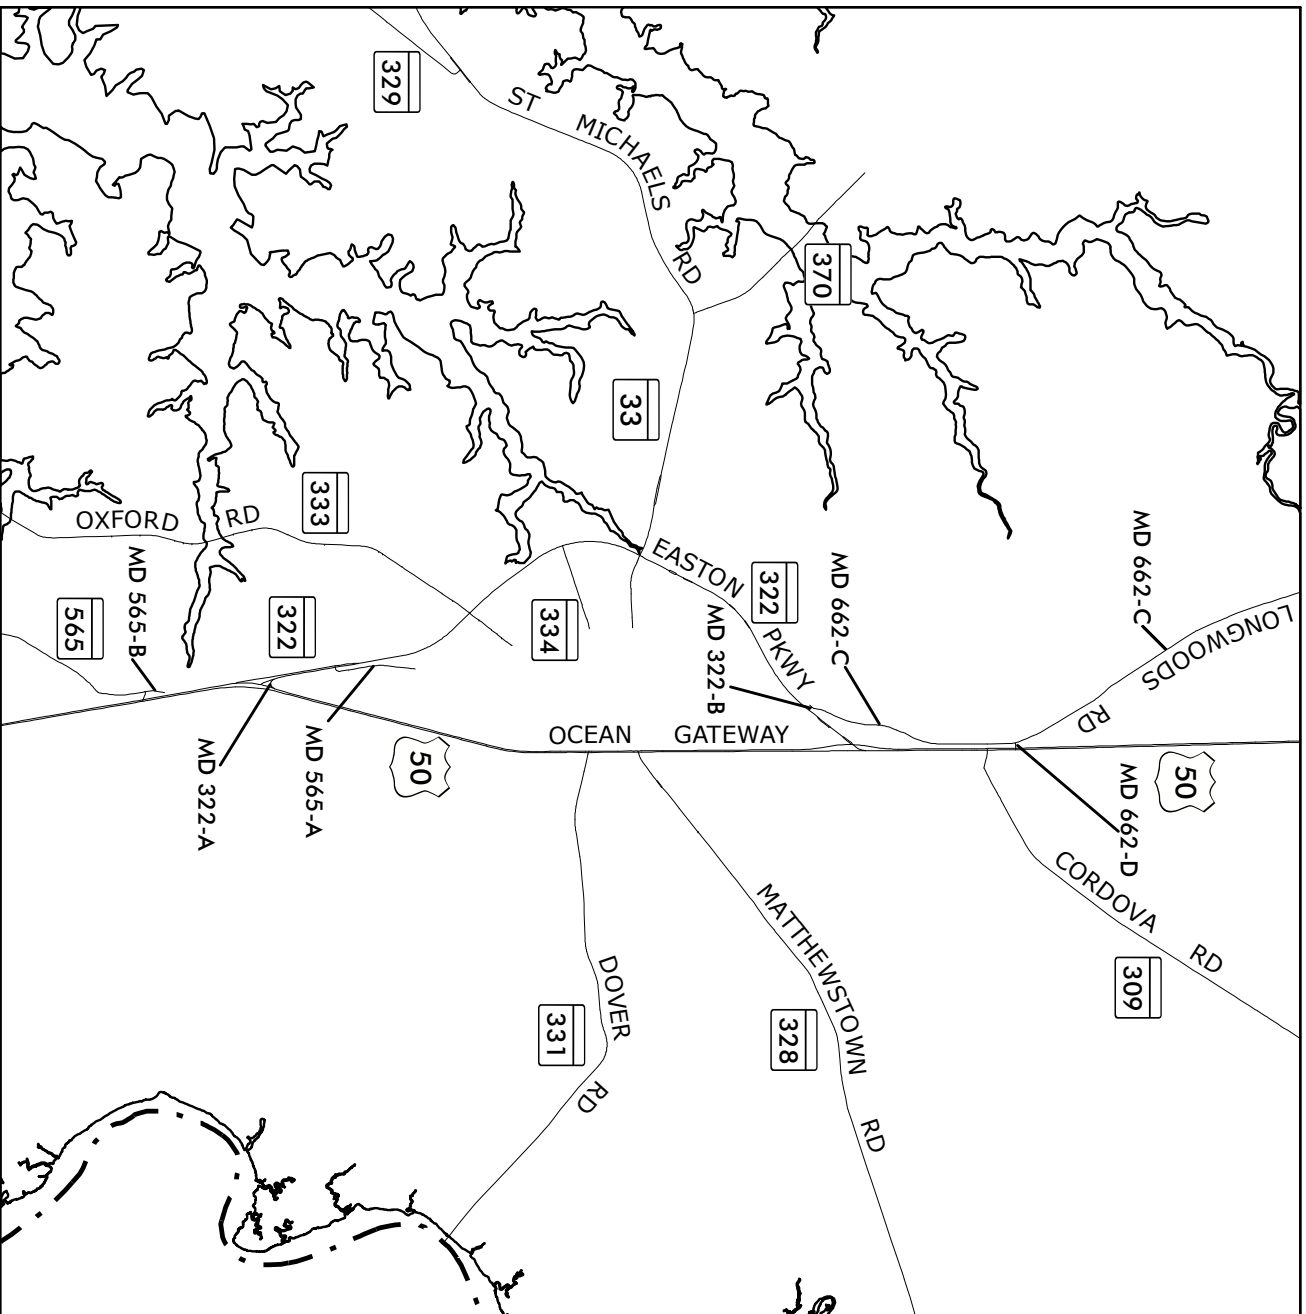 329
ST MICHAELS RD
370
33
333
OXFORD RD
MD 565-B
565
322
334
EASTON PKWY
322
MD 322-B
MD 662-C
MD 662-C
LONGWOODS RD
OCEAN GATEWAY
MD 322-A
MD 565-A
50
50
MD 662-D
CORDOVA RD
309
MATTHEWSTOWN RD
328
DOVER RD
331